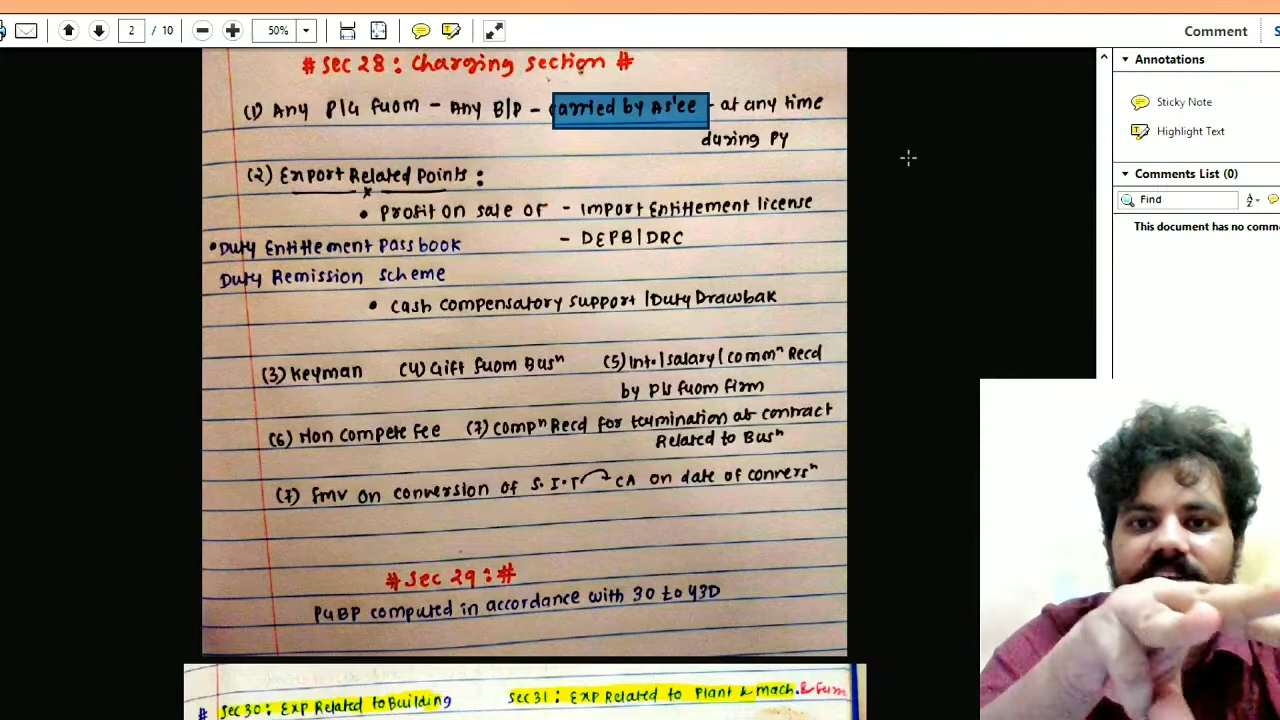 2 / 10
50%
Comment
Annotations
Sticky Note
Highlight Text
Comments List (0)
Find
This document has no comme
# Sec 28 : Charging section #
(1) Any P/G from - Any B/P - carried by As'ee - at any time
during PY
(2) Export Related Points :
• Profit on sale of - Import Entitlement license
•Duty Entitlement Passbook - DEPB/DRC
Duty Remission scheme
• Cash compensatory support /Duty Drawbak
(3) Keyman (4) Gift from Busⁿ (5) Int./salary/commⁿ Recd
by P/r from firm
(6) Non Compete Fee (7) Compⁿ Recd for termination of contract
Related to Busⁿ
(7) FMV on conversion of S.I.T CA on date of conversⁿ
# Sec 29 : #
PGBP computed in accordance with 30 to 43D
# Sec 30: EXP Related to Building Sec 31 : EXP Related to Plant & Mach. & Furn